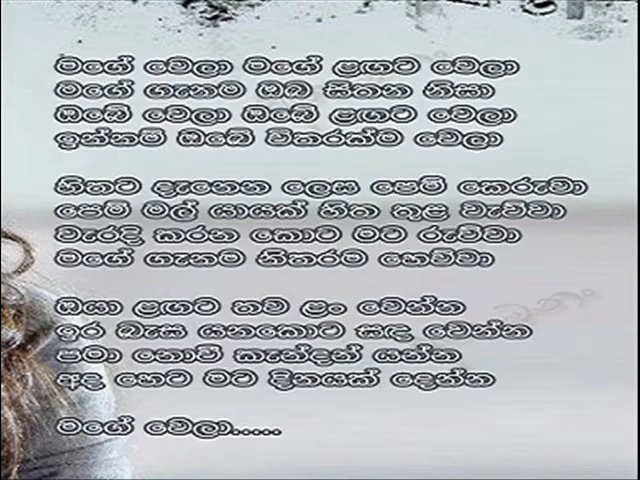 මගේ වෙලා මගේ ළඟට වෙලා
මගේ ගැනම ඔබ සිතන නිසා
ඔබේ වෙලා ඔබේ ළඟට වෙලා
ඉන්නම් ඔබේ විතරක්ම වෙලා
හිතට දැනෙන ලෙස පෙම් කෙරුවා
පෙම් මල් යායක් හිත තුළ වැව්වා
වැරදි කරන කොට මට රුව්වා
මගේ ගැනම නිතරම හෙව්වා
ඔයා ළඟට තව ළං වෙන්න
ඉර බැස යනකොට සඳ වෙන්න
පමා නොවී කැන්දන් යන්න
අද හෙට මට දිනයක් දෙන්න
මගේ වෙලා......